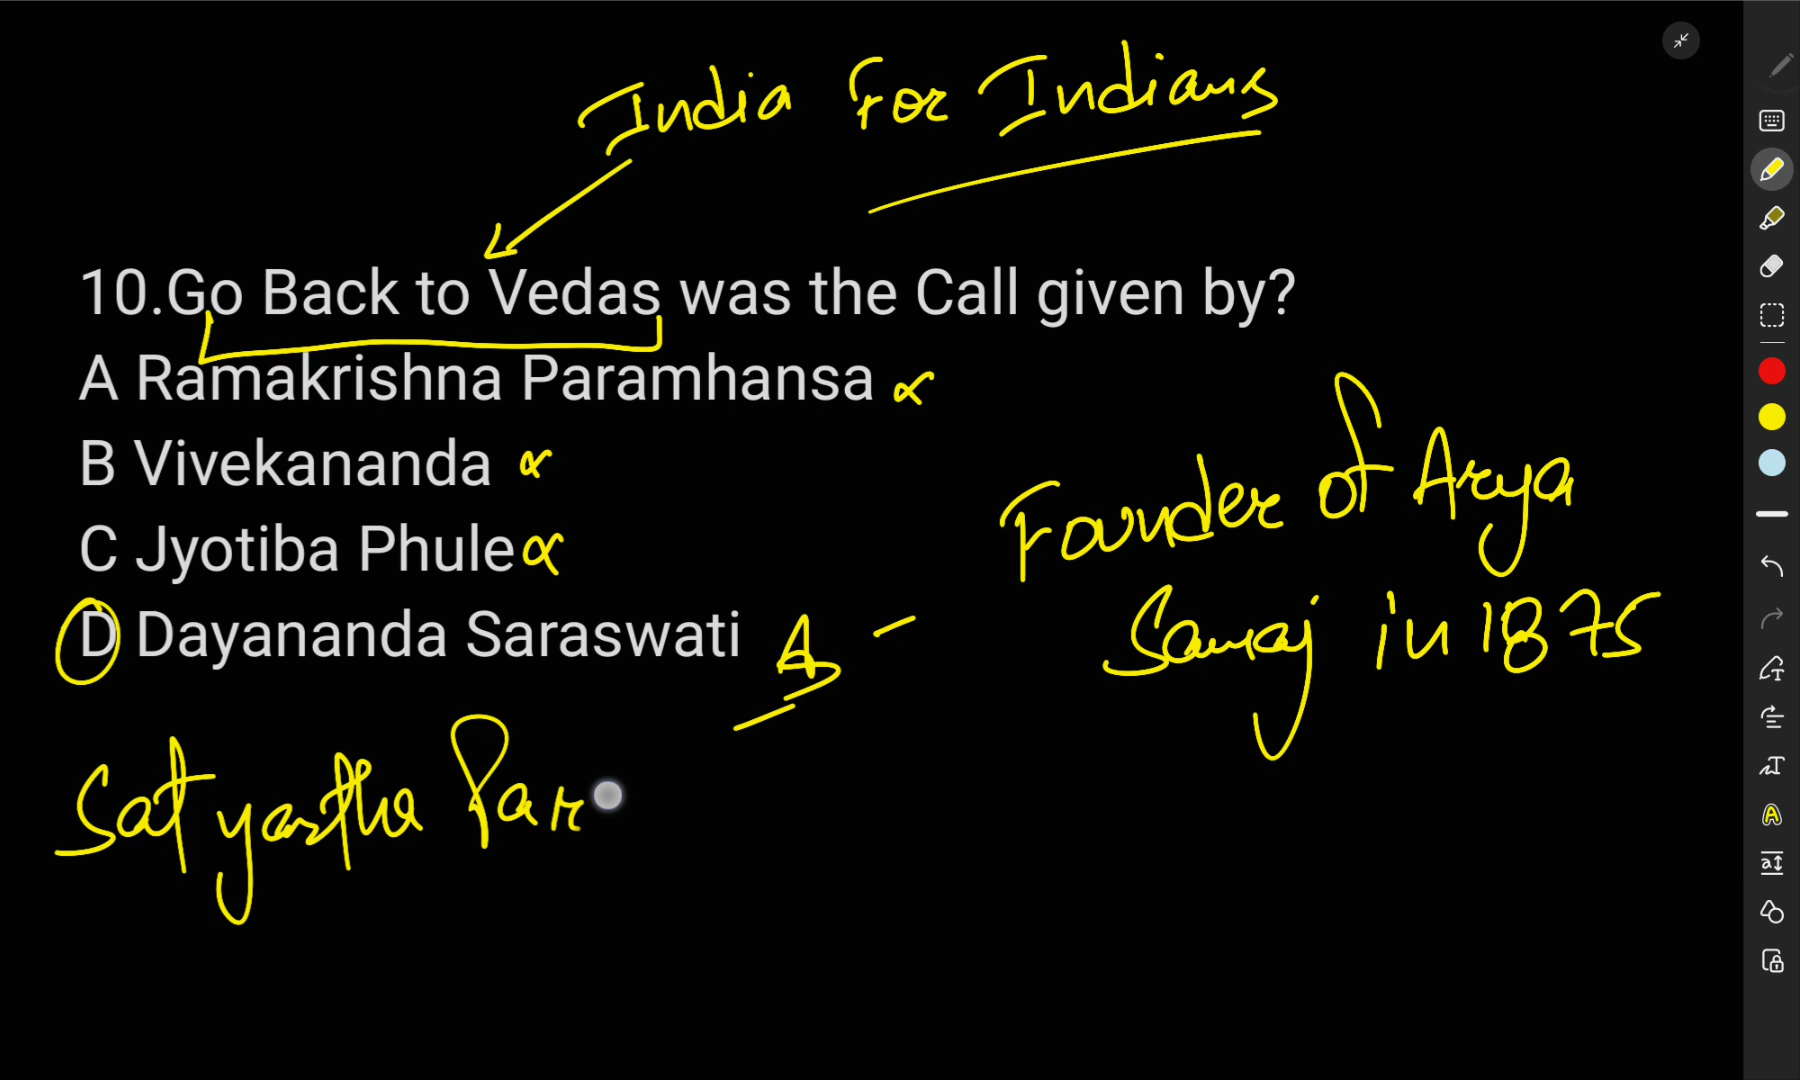 India For Indians
10.Go Back to Vedas was the Call given by?
A Ramakrishna Paramhansa
B Vivekananda
C Jyotiba Phule
D Dayananda Saraswati A
Founder of Arya
Samaj in 1875
Satyartha Par